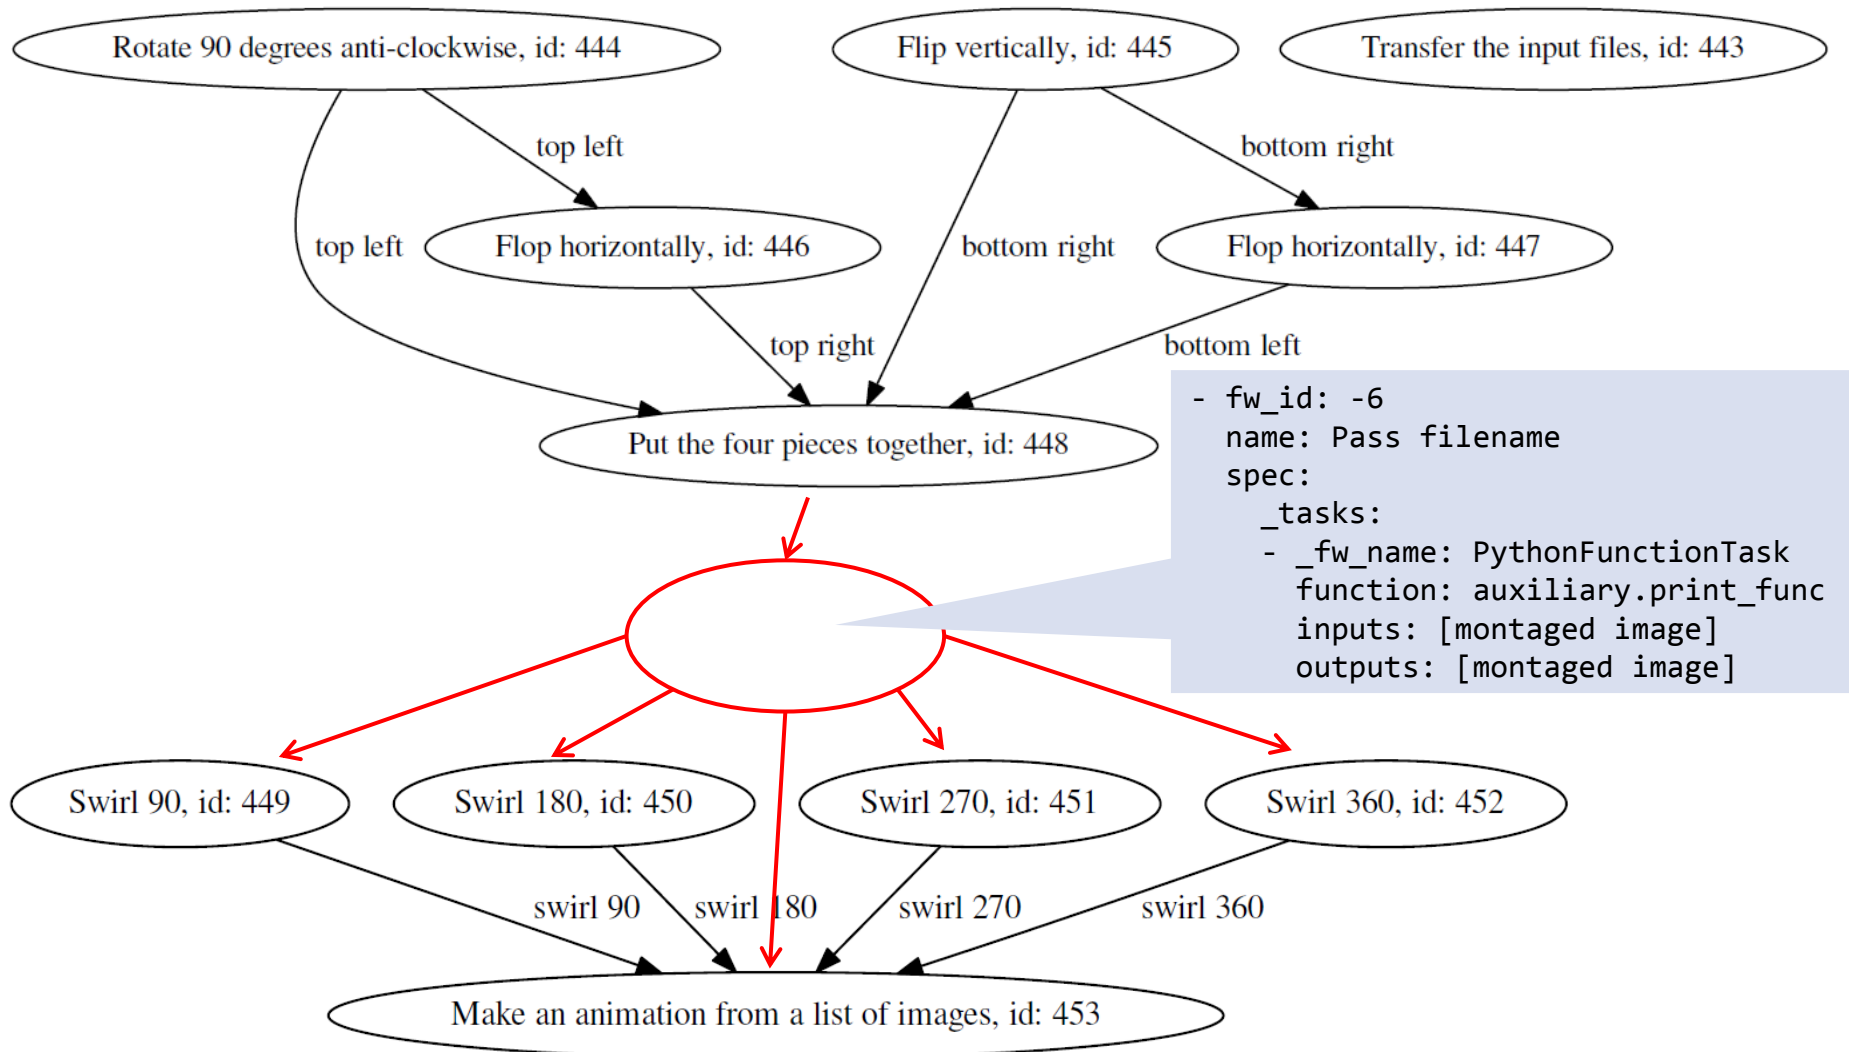 Rotate 90 degrees anti-clockwise, id: 444
Flip vertically, id: 445
Transfer the input files, id: 443
top left
bottom right
top left
Flop horizontally, id: 446
bottom right
Flop horizontally, id: 447
top right
bottom left
Put the four pieces together, id: 448
- fw_id: -6
name: Pass filename
spec:
_tasks:
- _fw_name: PythonFunctionTask
function: auxiliary.print_func
inputs: [montaged image]
outputs: [montaged image]
Swirl 90, id: 449
Swirl 180, id: 450
Swirl 270, id: 451
Swirl 360, id: 452
swirl 90
swirl 180
swirl 270
swirl 360
Make an animation from a list of images, id: 453